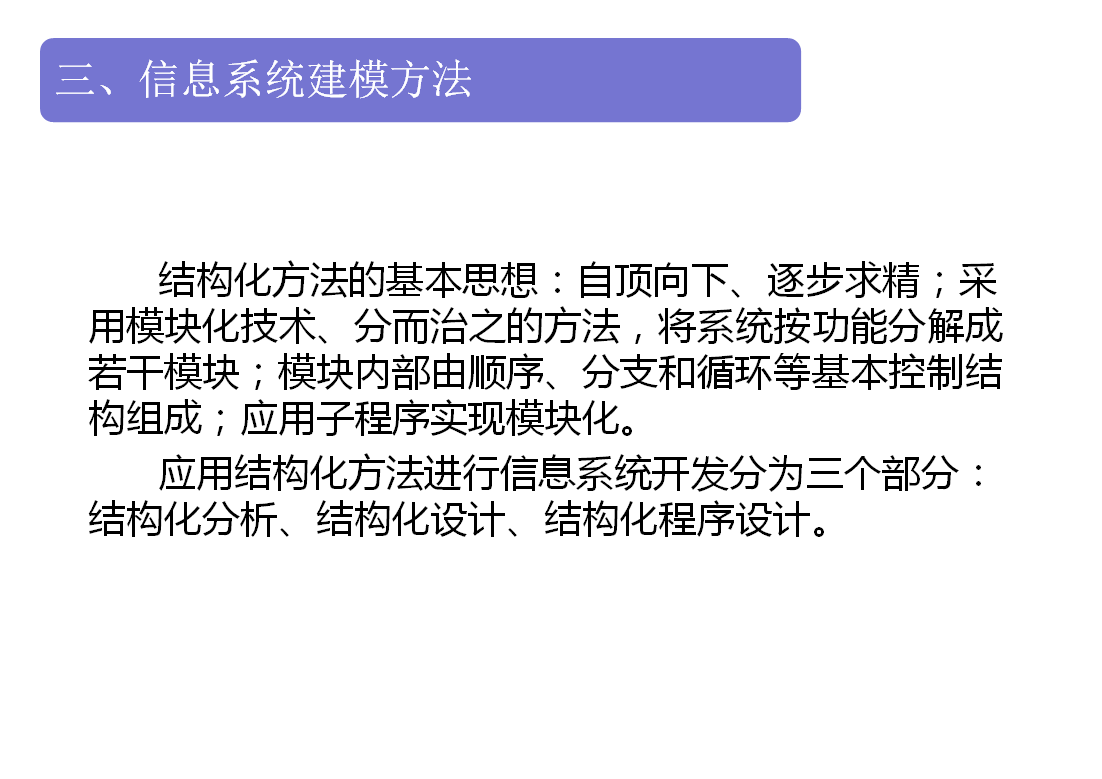 三、信息系统建模方法
结构化方法的基本思想：自顶向下、逐步求精；采
用模块化技术、分而治之的方法，将系统按功能分解成
若干模块；模块内部由顺序、分支和循环等基本控制结
构组成；应用子程序实现模块化。
应用结构化方法进行信息系统开发分为三个部分：
结构化分析、结构化设计、结构化程序设计。